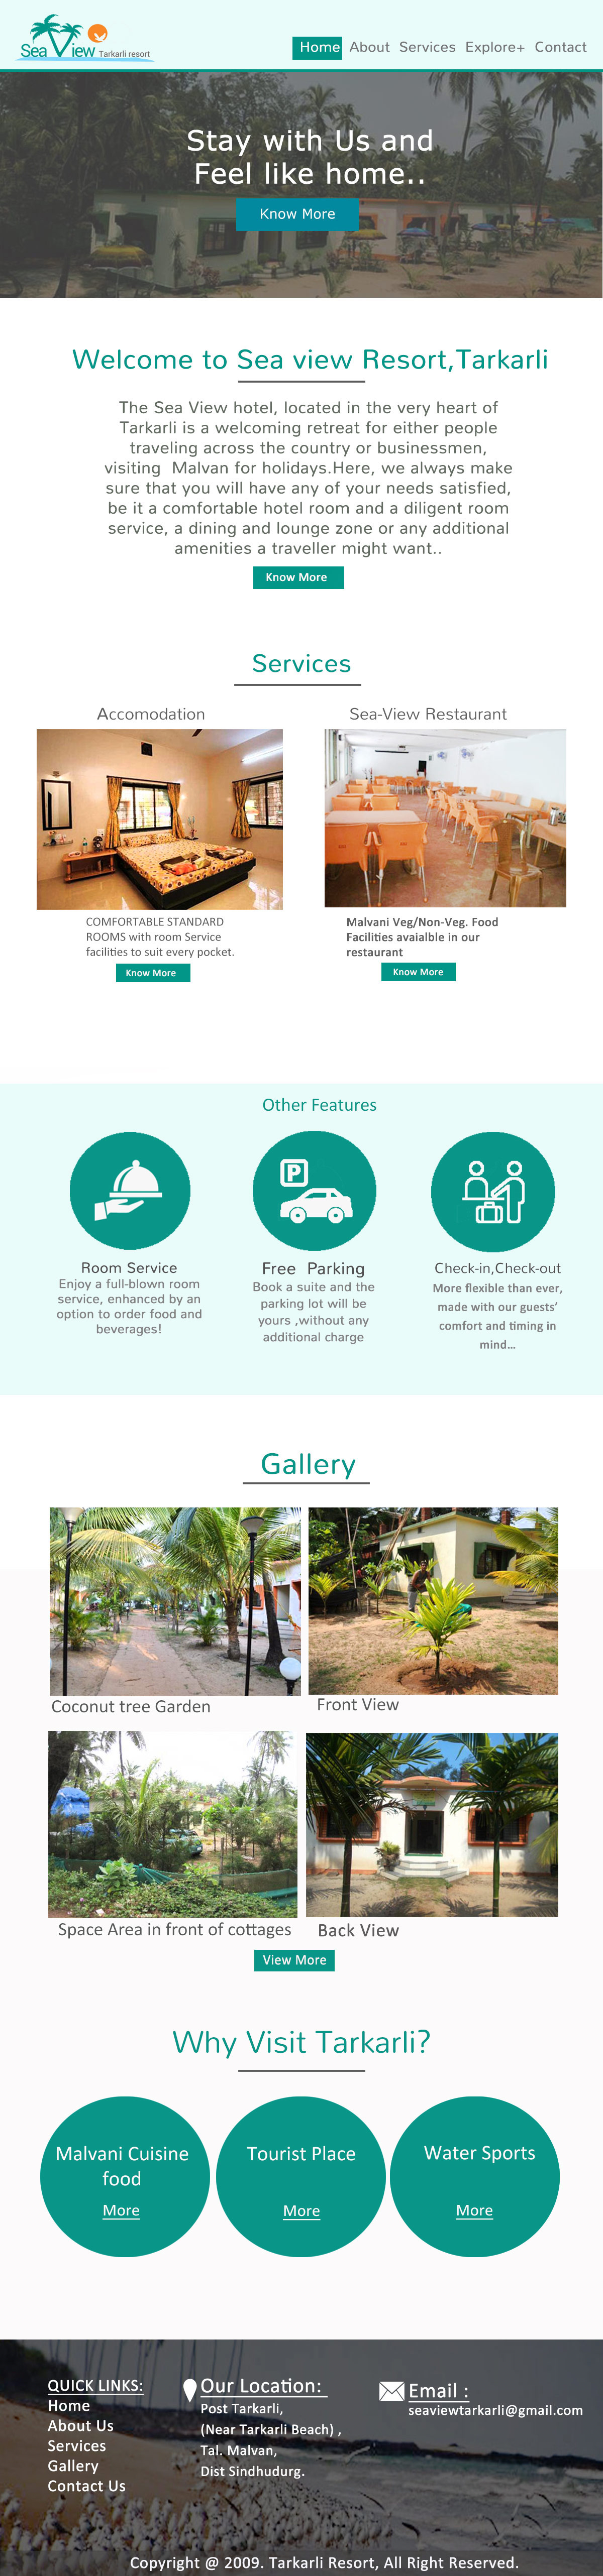 Sea View Tarkarli resort
Home About Services Explore+ Contact
Stay with Us and
Feel like home..
Know More
Welcome to Sea view Resort,Tarkarli
The Sea View hotel, located in the very heart of
Tarkarli is a welcoming retreat for either people
traveling across the country or businessmen,
visiting Malvan for holidays.Here, we always make
sure that you will have any of your needs satisfied,
be it a comfortable hotel room and a diligent room
service, a dining and lounge zone or any additional
amenities a traveller might want..
Know More
Services
Accomodation
COMFORTABLE STANDARD
ROOMS with room Service
facilities to suit every pocket.
Know More
Sea-View Restaurant
Malvani Veg/Non-Veg. Food
Facilities avaialble in our
restaurant
Know More
Other Features
Room Service
Enjoy a full-blown room
service, enhanced by an
option to order food and
beverages!
P
Free Parking
Book a suite and the
parking lot will be
yours ,without any
additional charge
Check-in,Check-out
More flexible than ever,
made with our guests'
comfort and timing in
mind...
Gallery
Coconut tree Garden
Front View
Space Area in front of cottages
Back View
View More
Why Visit Tarkarli?
Malvani Cuisine
food
More
Tourist Place
More
Water Sports
More
QUICK LINKS:
Home
About Us
Services
Gallery
Contact Us
Our Location:
Post Tarkarli,
(Near Tarkarli Beach) ,
Tal. Malvan,
Dist Sindhudurg.
Email :
seaviewtarkarli@gmail.com
Copyright @ 2009. Tarkarli Resort, All Right Reserved.